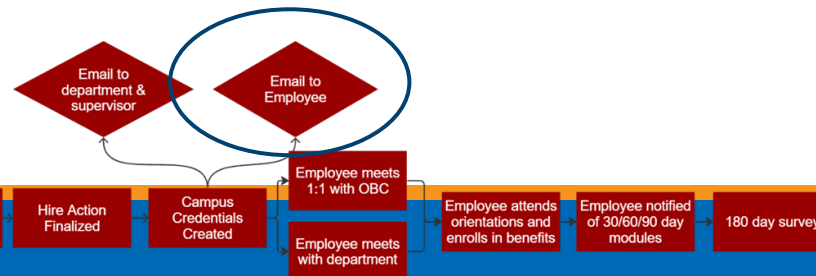 Email to
department &
supervisor
Email to
Employee
Hire Action
Finalized
Campus
Credentials
Created
Employee meets
1:1 with OBC
Employee meets
with department
Employee attends
orientations and
enrolls in benefits
Employee notified
of 30/60/90 day
modules
180 day survey